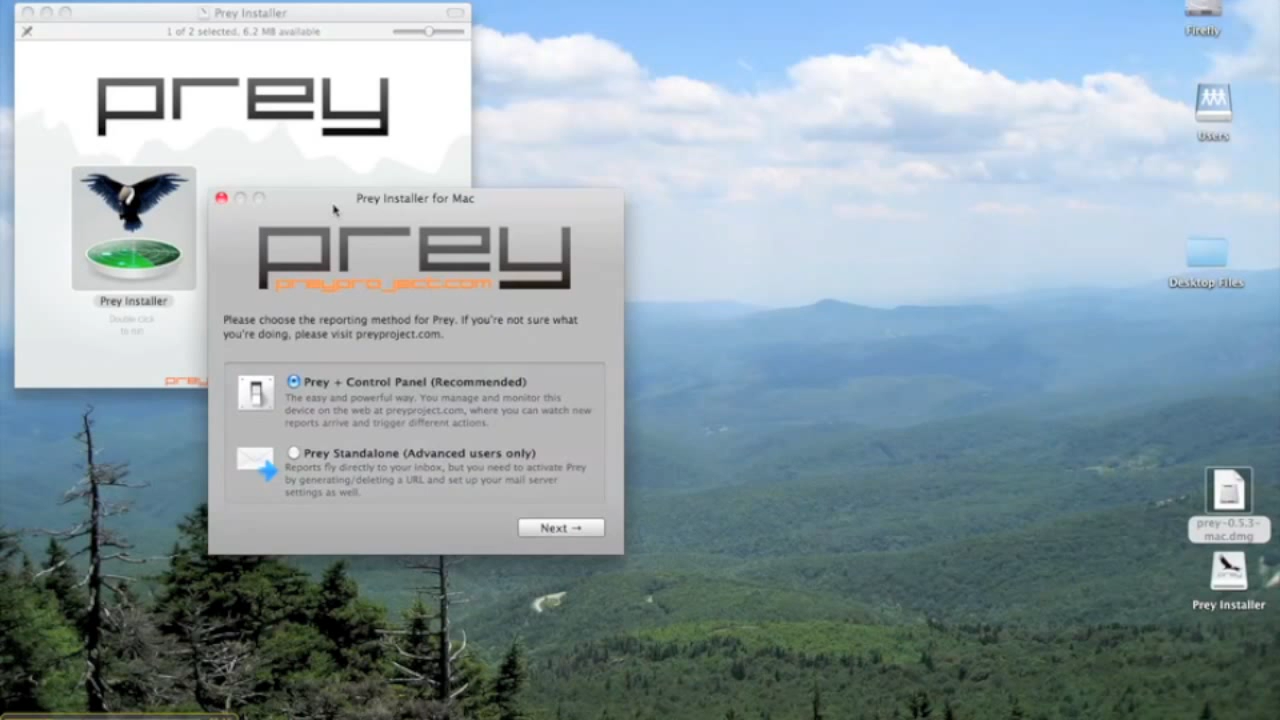 Prey Installer
1 of 2 selected, 6.2 MB available
prey
Prey Installer
Double click
to run
prey
Prey Installer for Mac
prey
preyproject.com
Please choose the reporting method for Prey. If you're not sure what
you're doing, please visit preyproject.com.
Prey + Control Panel (Recommended)
The easy and powerful way. You manage and monitor this
device on the web at preyproject.com, where you can watch new
reports arrive and trigger different actions.
Prey Standalone (Advanced users only)
Reports fly directly to your inbox, but you need to activate Prey
by generating/deleting a URL and set up your mail server
settings as well.
Next →
Firefly
Users
Desktop Files
prey-0.5.3-
mac.dmg
prey
Prey Installer